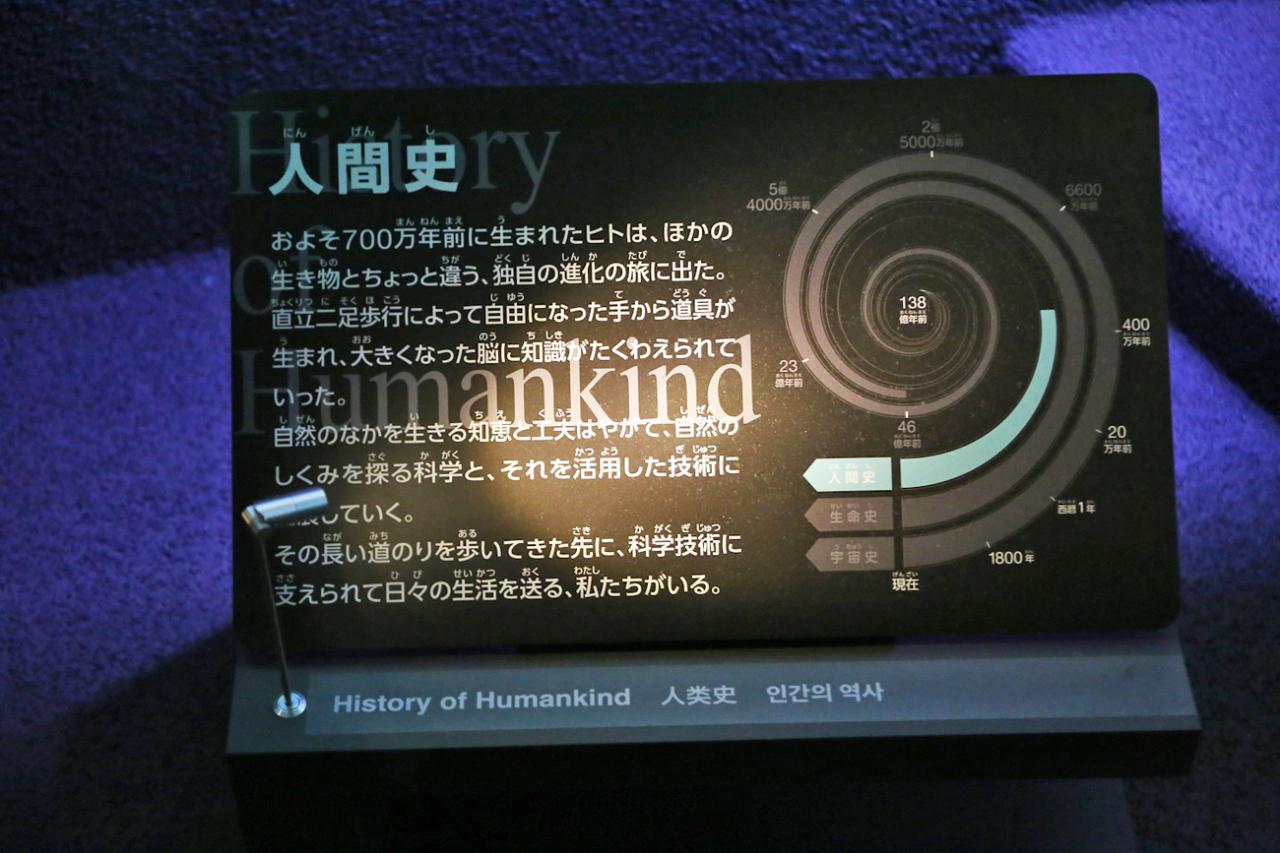 History
of
Humankind
人間史
およそ700万年前に生まれたヒトは、ほかの
生き物とちょっと違う、独自の進化の旅に出た。
直立二足歩行によって自由になった手から道具が
生まれ、大きくなった脳に知識がたくわえられて
いった。
自然のなかを生きる知恵と工夫はやがて、自然の
しくみを探る科学と、それを活用した技術に
展していく。
その長い道のりを歩いてきた先に、科学技術に
支えられて日々の生活を送る、私たちがいる。
2億
5000万年前
5億
4000万年前
6600
万年前
138
億年前
400
万年前
23
億年前
46
億年前
20
万年前
人間史
生命史
宇宙史
西暦1年
1800年
現在
History of Humankind 人类史 인간의 역사